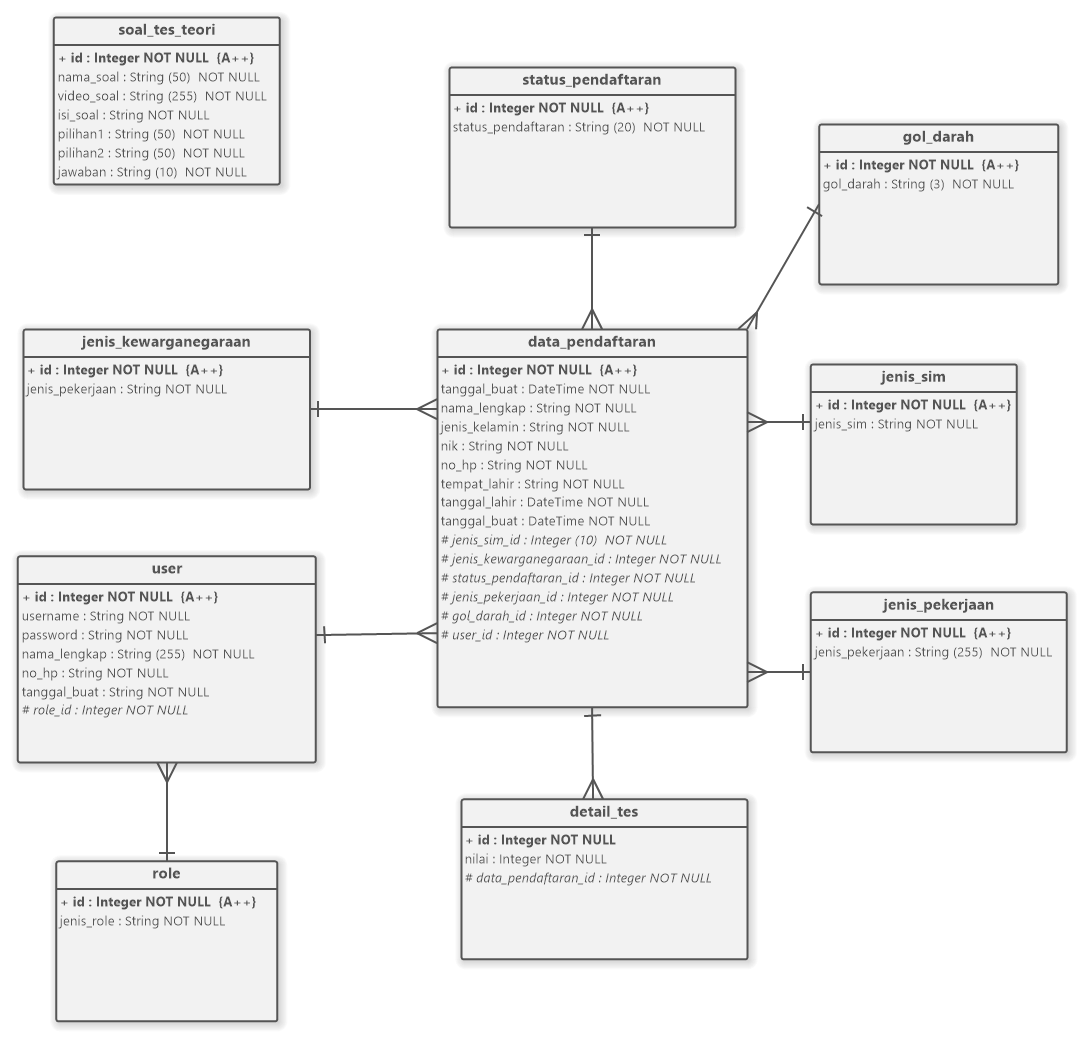 soal_tes_teori
+ id : Integer NOT NULL  {A++}
nama_soal : String (50)  NOT NULL
video_soal : String (255)  NOT NULL
isi_soal : String NOT NULL
pilihan1 : String (50)  NOT NULL
pilihan2 : String (50)  NOT NULL
jawaban : String (10)  NOT NULL
status_pendaftaran
+ id : Integer NOT NULL  {A++}
status_pendaftaran : String (20)  NOT NULL
gol_darah
+ id : Integer NOT NULL  {A++}
gol_darah : String (3)  NOT NULL
jenis_kewarganegaraan
+ id : Integer NOT NULL  {A++}
jenis_pekerjaan : String NOT NULL
data_pendaftaran
+ id : Integer NOT NULL  {A++}
tanggal_buat : DateTime NOT NULL
nama_lengkap : String NOT NULL
jenis_kelamin : String NOT NULL
nik : String NOT NULL
no_hp : String NOT NULL
tempat_lahir : String NOT NULL
tanggal_lahir : DateTime NOT NULL
tanggal_buat : DateTime NOT NULL
# jenis_sim_id : Integer (10)  NOT NULL
# jenis_kewarganegaraan_id : Integer NOT NULL
# status_pendaftaran_id : Integer NOT NULL
# jenis_pekerjaan_id : Integer NOT NULL
# gol_darah_id : Integer NOT NULL
# user_id : Integer NOT NULL
jenis_sim
+ id : Integer NOT NULL  {A++}
jenis_sim : String NOT NULL
user
+ id : Integer NOT NULL  {A++}
username : String NOT NULL
password : String NOT NULL
nama_lengkap : String (255)  NOT NULL
no_hp : String NOT NULL
tanggal_buat : String NOT NULL
# role_id : Integer NOT NULL
jenis_pekerjaan
+ id : Integer NOT NULL  {A++}
jenis_pekerjaan : String (255)  NOT NULL
detail_tes
+ id : Integer NOT NULL
nilai : Integer NOT NULL
# data_pendaftaran_id : Integer NOT NULL
role
+ id : Integer NOT NULL  {A++}
jenis_role : String NOT NULL